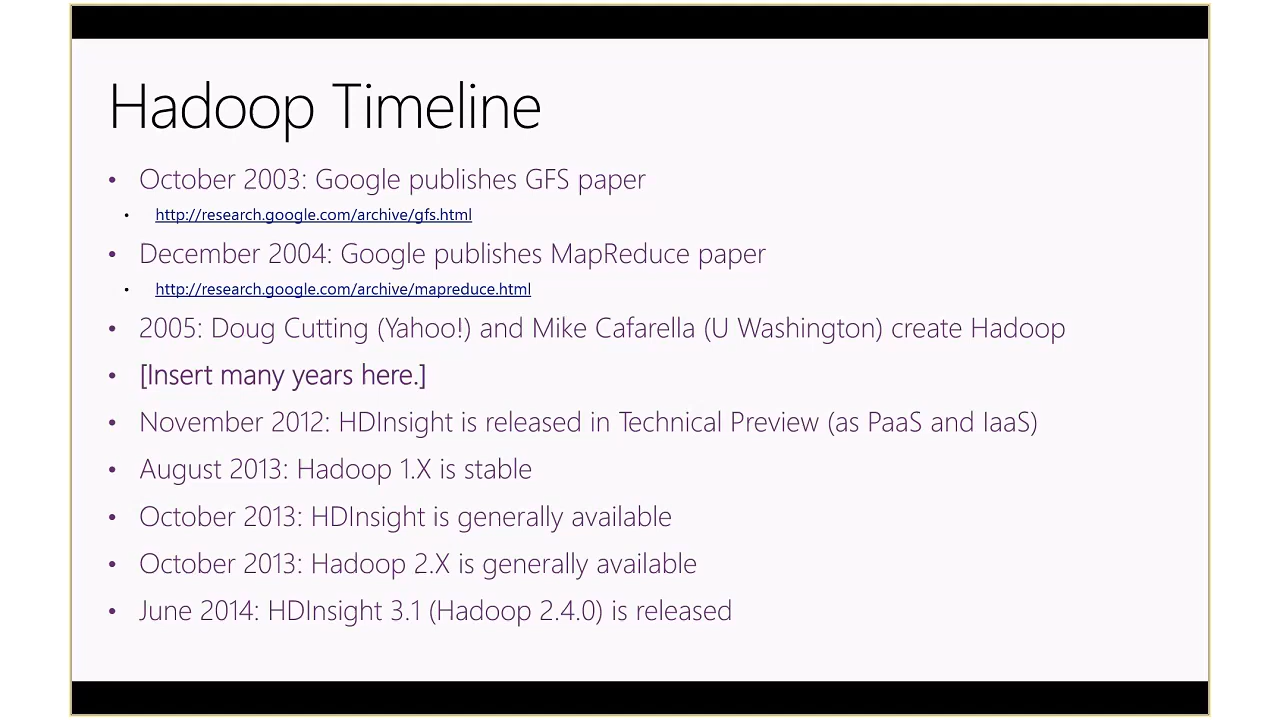 Hadoop Timeline
• October 2003: Google publishes GFS paper
• http://research.google.com/archive/gfs.html
• December 2004: Google publishes MapReduce paper
• http://research.google.com/archive/mapreduce.html
• 2005: Doug Cutting (Yahoo!) and Mike Cafarella (U Washington) create Hadoop
• [Insert many years here.]
• November 2012: HDInsight is released in Technical Preview (as PaaS and IaaS)
• August 2013: Hadoop 1.X is stable
• October 2013: HDInsight is generally available
• October 2013: Hadoop 2.X is generally available
• June 2014: HDInsight 3.1 (Hadoop 2.4.0) is released